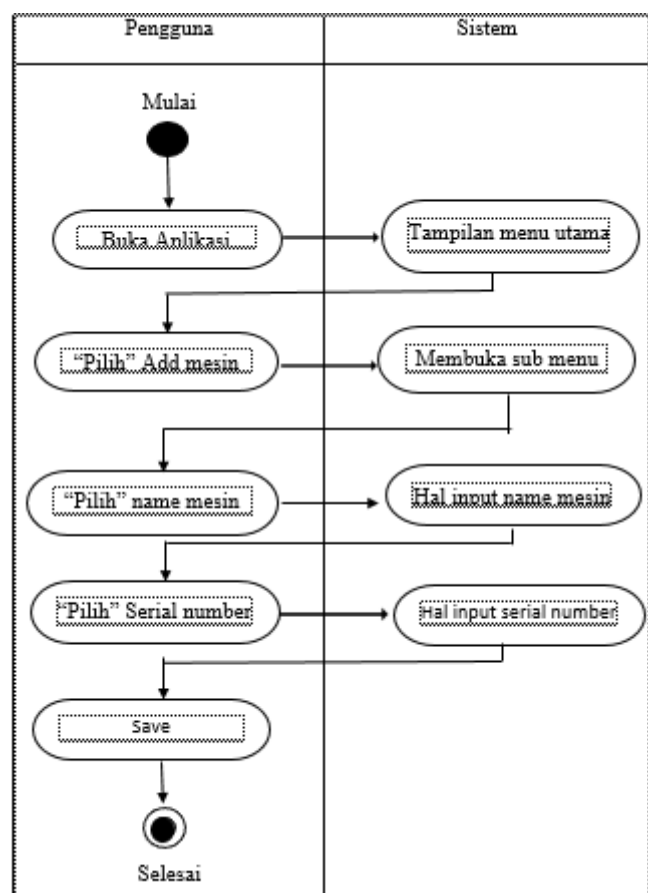 Pengguna
Sistem
Mulai
Buka Aplikasi
Tampilan menu utama
“Pilih” Add mesin
Membuka sub menu
“Pilih” name mesin
Hal input name mesin
“Pilih” Serial number
Hal input serial number
Save
Selesai